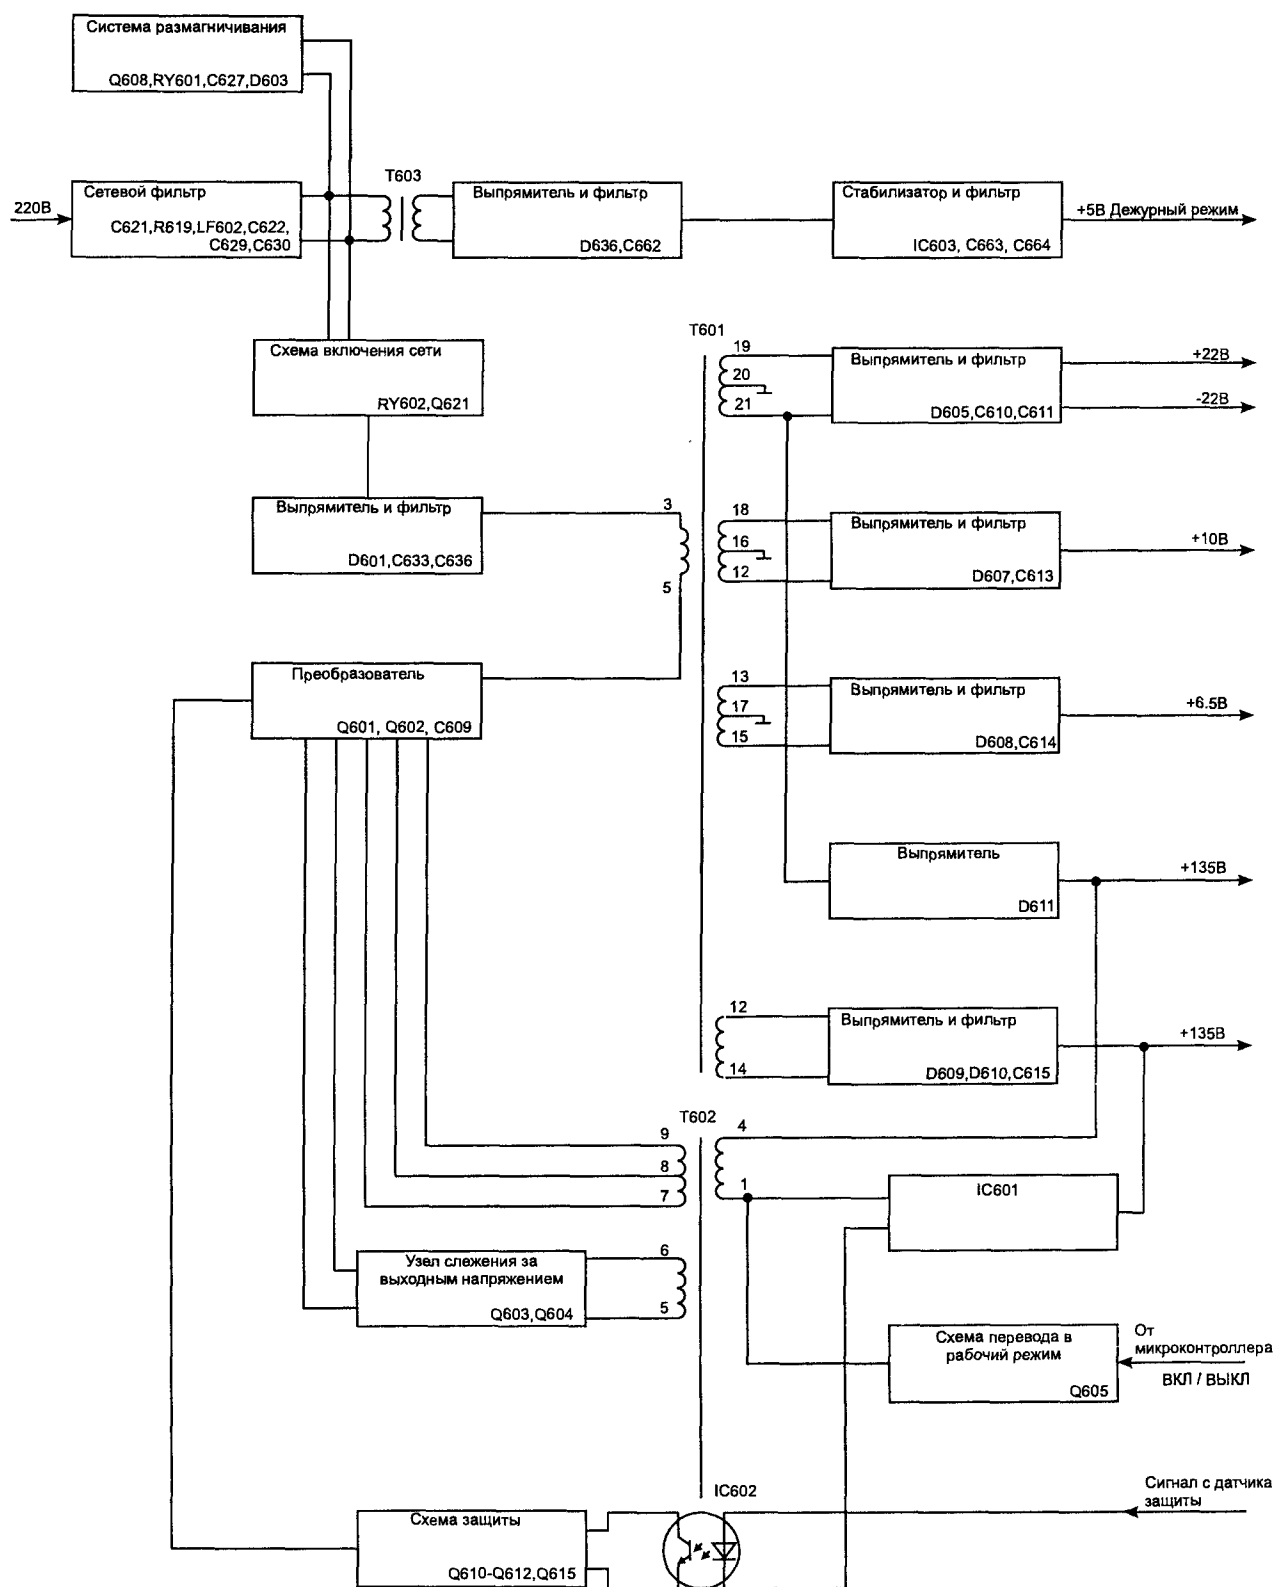 Система размагничивания
Q608,RY601,C627,D603
220В
Сетевой фильтр
C621,R619,LF602,C622,
C629,C630
T603
Выпрямитель и фильтр
D636,C662
Стабилизатор и фильтр
IC603, C663, C664
+5В Дежурный режим
Схема включения сети
RY602,Q621
T601
19
20
21
Выпрямитель и фильтр
D605,C610,C611
+22В
-22В
Выпрямитель и фильтр
D601,C633,C636
3
5
18
16
12
Выпрямитель и фильтр
D607,C613
+10В
Преобразователь
Q601, Q602, C609
13
17
15
Выпрямитель и фильтр
D608,C614
+6.5В
Выпрямитель
D611
+135В
12
14
Выпрямитель и фильтр
D609,D610,C615
+135В
T602
9
8
7
4
1
IC601
Узел слежения за
выходным напряжением
Q603,Q604
6
5
Схема перевода в
рабочий режим
Q605
От
микроконтроллера
ВКЛ / ВЫКЛ
IC602
Сигнал с датчика
защиты
Схема защиты
Q610-Q612,Q615